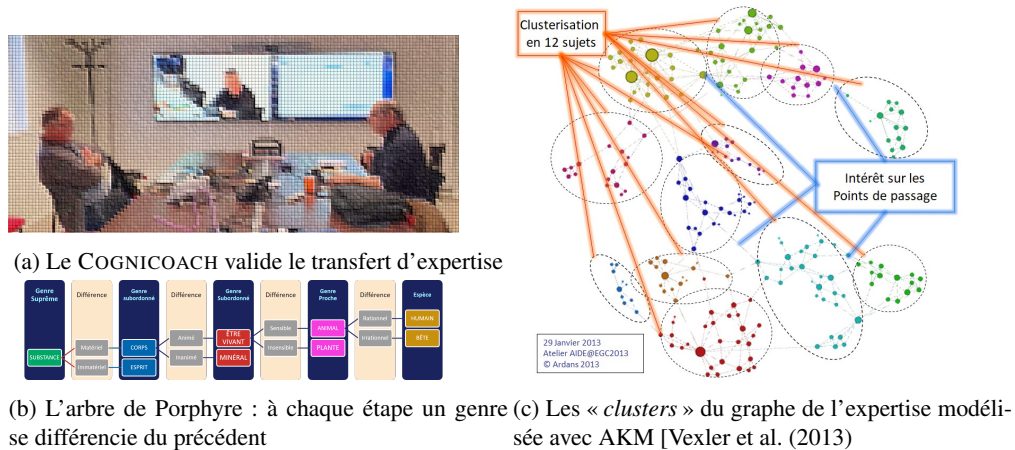 (a) Le COGNICOACH valide le transfert d'expertise
Genre
Suprême
Différence
Genre
subordonné
Différence
Genre
Subordonné
Différence
Genre
Proche
Différence
Espèce
SUBSTANCE
Matériel
Immatériel
CORPS
ESPRIT
Animé
Inanimé
ÊTRE
VIVANT
MINÉRAL
Sensible
Insensible
ANIMAL
PLANTE
Rationnel
Irrationnel
HUMAIN
BÊTE
(b) L'arbre de Porphyre : à chaque étape un genre
se différencie du précédent
Clusterisation
en 12 sujets
Intérêt sur les
Points de passage
29 Janvier 2013
Atelier AIDE@EGC2013
© Ardans 2013
(c) Les « clusters » du graphe de l'expertise modéli-
sée avec AKM [Vexler et al. (2013)